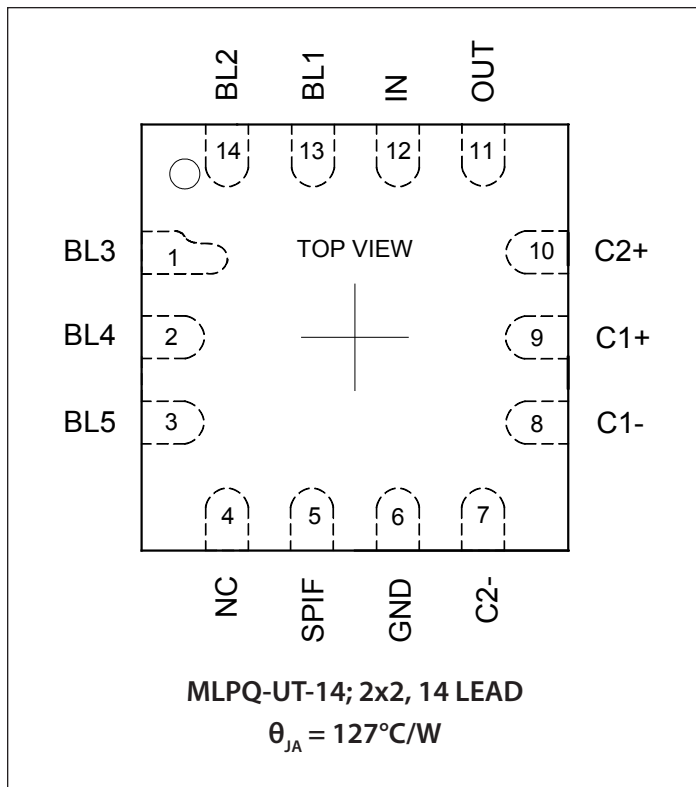 BL2 BL1 IN OUT
14 13 12 11
BL3 1 TOP VIEW 10 C2+
BL4 2 9 C1+
BL5 3 8 C1-
4 5 6 7
NC SPIF GND C2-
MLPQ-UT-14; 2x2, 14 LEAD
θJA = 127°C/W